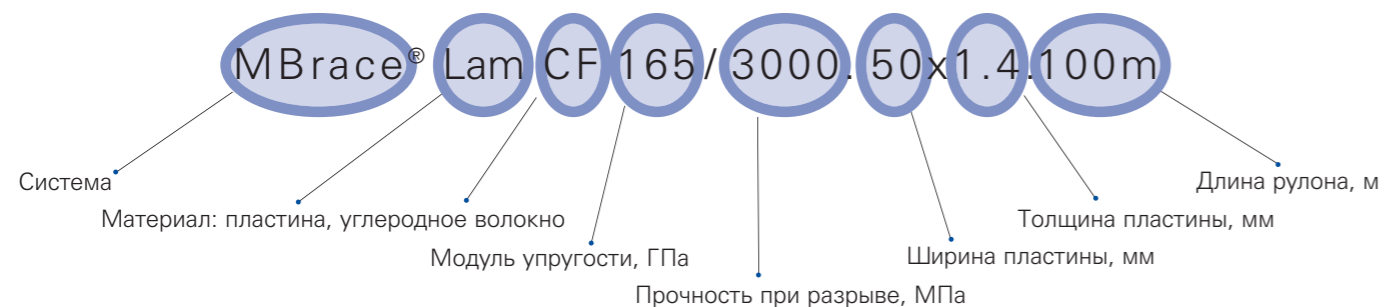 MBrace® Lam CF 165/3000.50x1.4.100m
Система
Длина рулона, м
Материал: пластина, углеродное волокно
Толщина пластины, мм
Модуль упругости, ГПа
Ширина пластины, мм
Прочность при разрыве, МПа